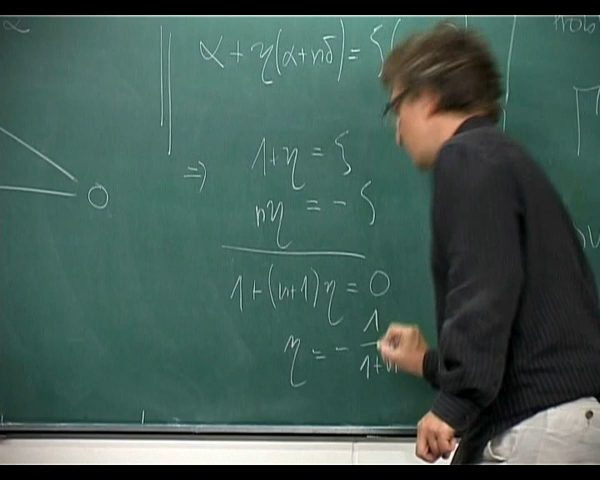 α
α + η(α+nδ) = ξ(
⇒ 1+η = ξ
nη = - ξ
1+(n+1)η = 0
η = - 1/1+n